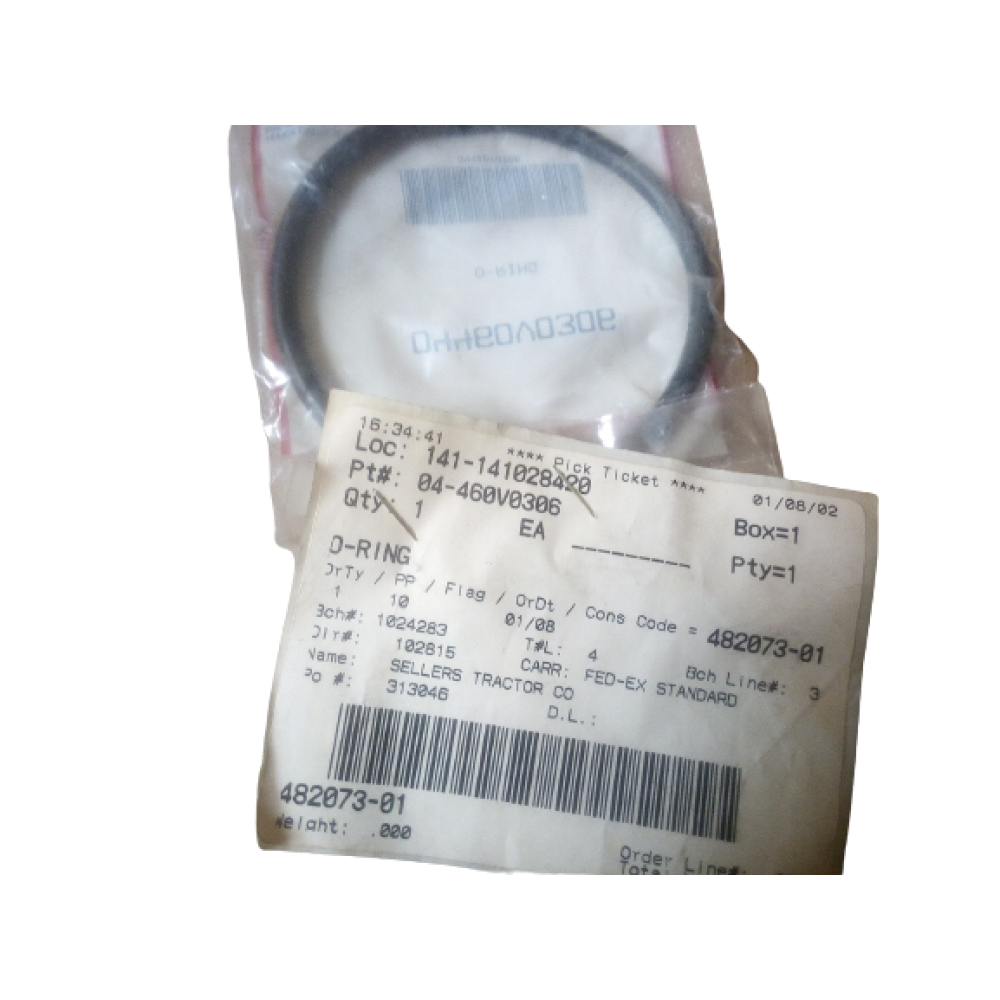 O-RING
04460V0306
16:34:41 **** Pick Ticket **** 01/08/02
Loc: 141-141028420 Box=1
Pt#: 04-460V0306 Pty=1
Qty: 1 EA _________
O-RING
OrTy / PP / Flag / OrDt / Cons Code = 482073-01
1 10 01/08
Bch#: 1024283 T#L: 4 Bch Line#: 3
Dlr#: 102815 CARR: FED-EX STANDARD
Name: SELLERS TRACTOR CO
Po #: 313046 D.L.:
482073-01
Weight: .000
Order Line#: